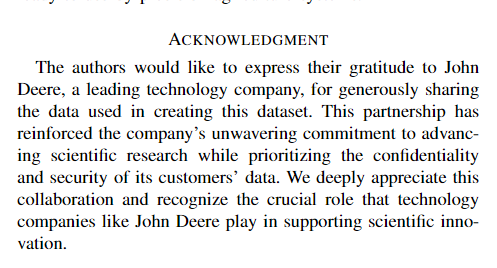 ACKNOWLEDGMENT
The authors would like to express their gratitude to John
Deere, a leading technology company, for generously sharing
the data used in creating this dataset. This partnership has
reinforced the company's unwavering commitment to advanc-
ing scientific research while prioritizing the confidentiality
and security of its customers' data. We deeply appreciate this
collaboration and recognize the crucial role that technology
companies like John Deere play in supporting scientific inno-
vation.